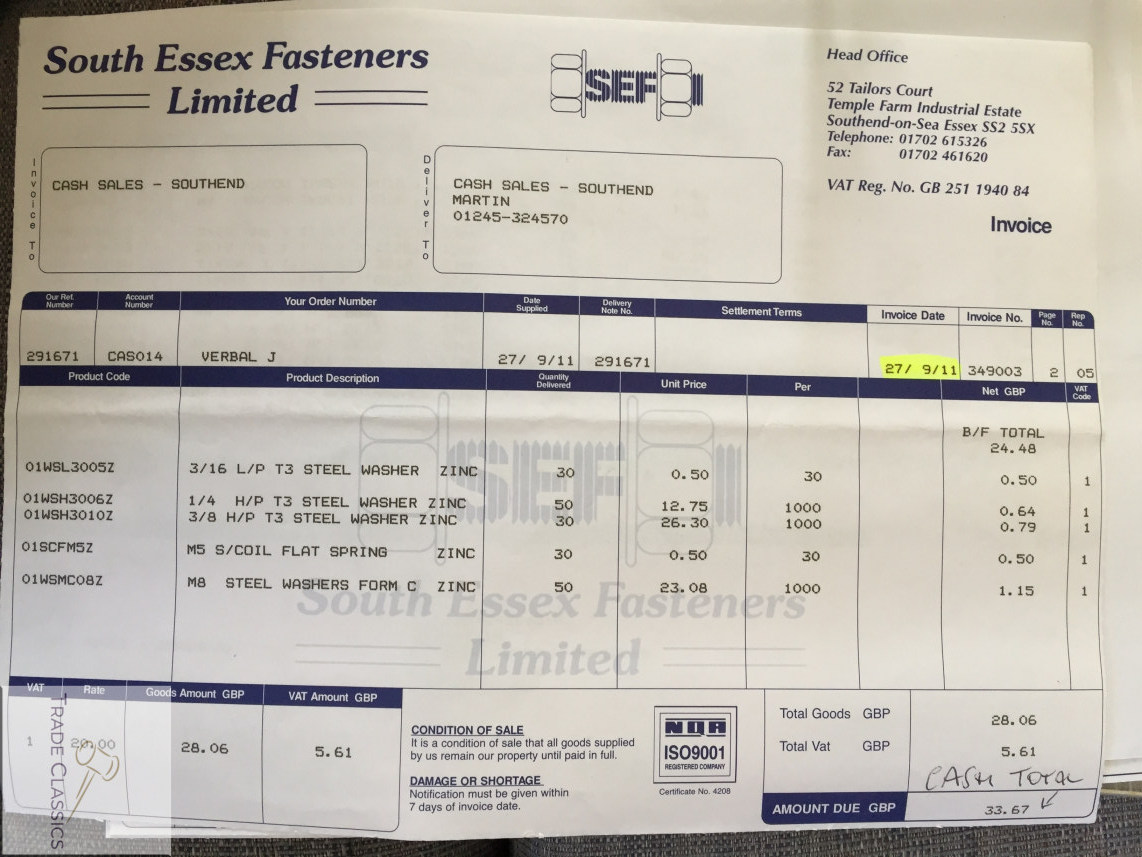 South Essex Fasteners
Limited
SEF
Head Office
52 Tailors Court
Temple Farm Industrial Estate
Southend-on-Sea Essex SS2 5SX
Telephone: 01702 615326
Fax: 01702 461620
VAT Reg. No. GB 251 1940 84
Invoice
Invoice To
CASH SALES - SOUTHEND
Deliver To
CASH SALES - SOUTHEND
MARTIN
01245-324570
Our Ref. Number Account Number Your Order Number Date Supplied Delivery Note No. Settlement Terms Invoice Date Invoice No. Page No. Rep No.
291671 CAS014 VERBAL J 27/ 9/11 291671 27/ 9/11 349003 2 05
Product Code Product Description Quantity Delivered Unit Price Per Net GBP VAT Code
B/F TOTAL
24.48
01WSL3005Z 3/16 L/P T3 STEEL WASHER ZINC 30 0.50 30 0.50 1
01WSH3006Z 1/4 H/P T3 STEEL WASHER ZINC 50 12.75 1000 0.64 1
01WSH3010Z 3/8 H/P T3 STEEL WASHER ZINC 30 26.30 1000 0.79 1
01SCFM5Z M5 S/COIL FLAT SPRING ZINC 30 0.50 30 0.50 1
01WSMC08Z M8 STEEL WASHERS FORM C ZINC 50 23.08 1000 1.15 1
SEF
South Essex Fasteners
Limited
VAT Rate Goods Amount GBP VAT Amount GBP
1 20.00 28.06 5.61
CONDITION OF SALE
It is a condition of sale that all goods supplied
by us remain our property until paid in full.
DAMAGE OR SHORTAGE
Notification must be given within
7 days of invoice date.
NQA
ISO9001
REGISTERED COMPANY
Certificate No. 4208
Total Goods GBP 28.06
Total Vat GBP 5.61
CASH TOTAL
AMOUNT DUE GBP 33.67
TRADE CLASSICS